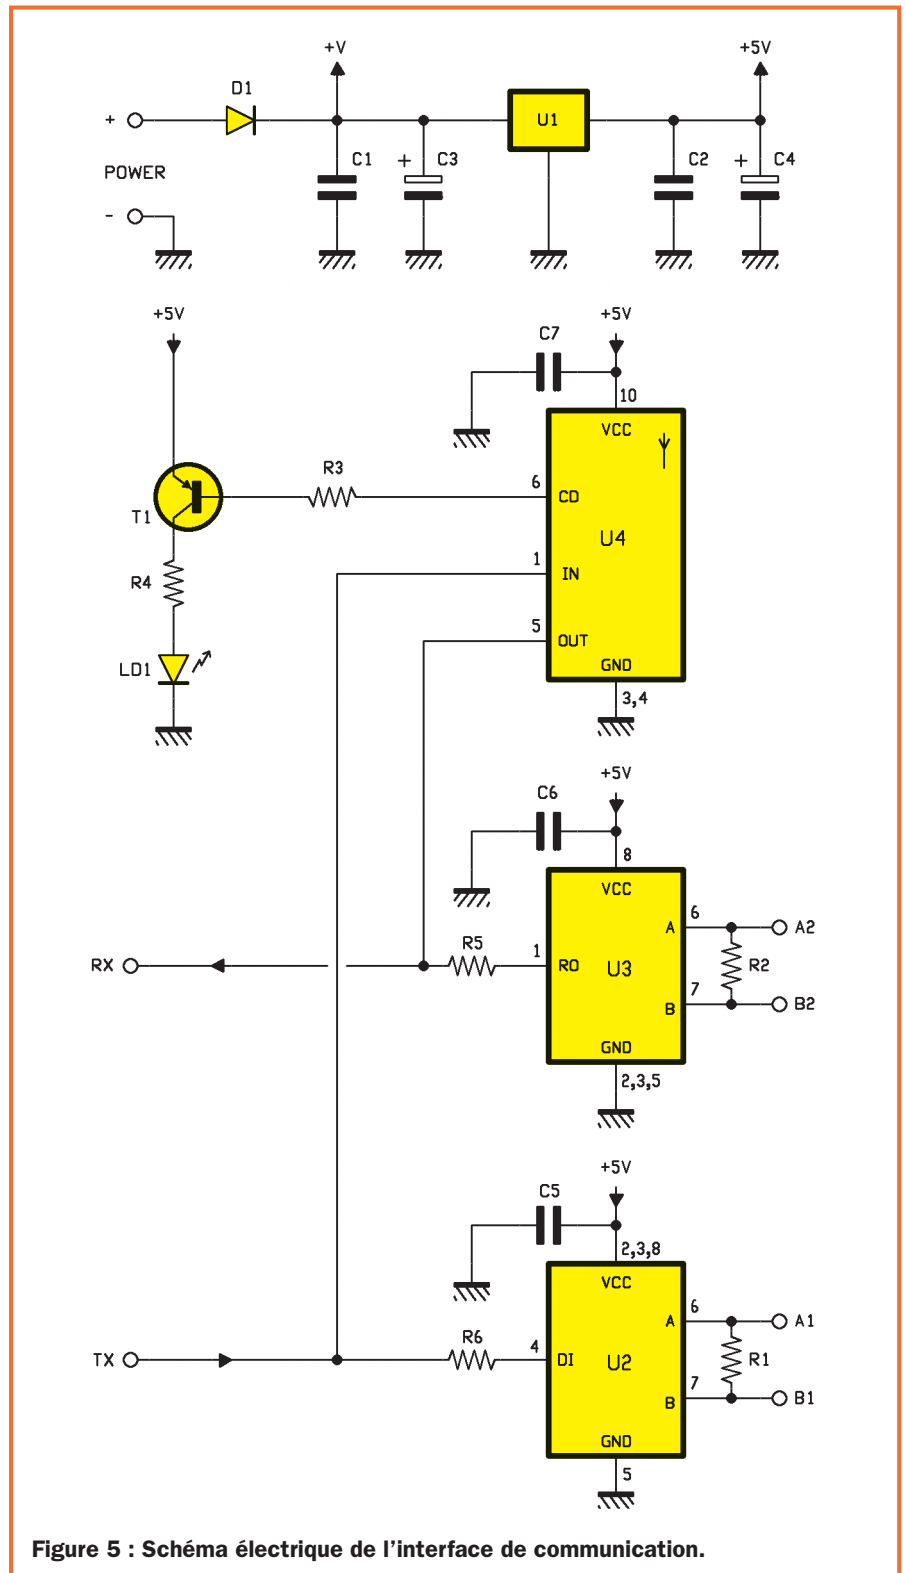 +V
+5V
D1
+
U1
C1
+
C3
C2
+
C4
POWER
-
+5V
C7
+5V
10
VCC
R3
6
CD
T1
U4
1
IN
R4
5
OUT
LD1
GND
3,4
+5V
C6
8
VCC
6
A
A2
R5
RX
1
RO
U3
R2
7
B
B2
GND
2,3,5
+5V
C5
2,3,8
VCC
6
A
A1
R6
TX
4
DI
U2
R1
7
B
B1
GND
5
Figure 5 : Schéma électrique de l’interface de communication.